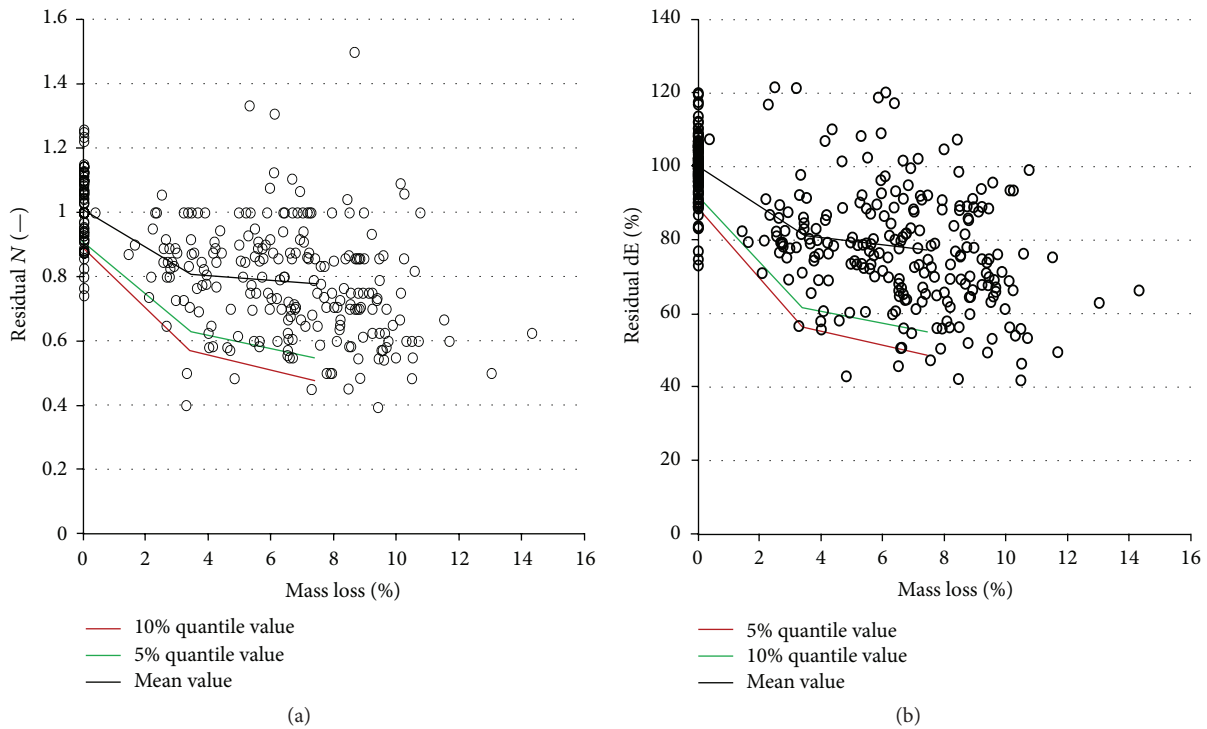 1.6
1.4
1.2
1
0.8
0.6
0.4
0.2
0
Residual N (—)
0 2 4 6 8 10 12 14 16
Mass loss (%)
10% quantile value
5% quantile value
Mean value
(a)
140
120
100
80
60
40
20
0
Residual dE (%)
0 2 4 6 8 10 12 14 16
Mass loss (%)
5% quantile value
10% quantile value
Mean value
(b)